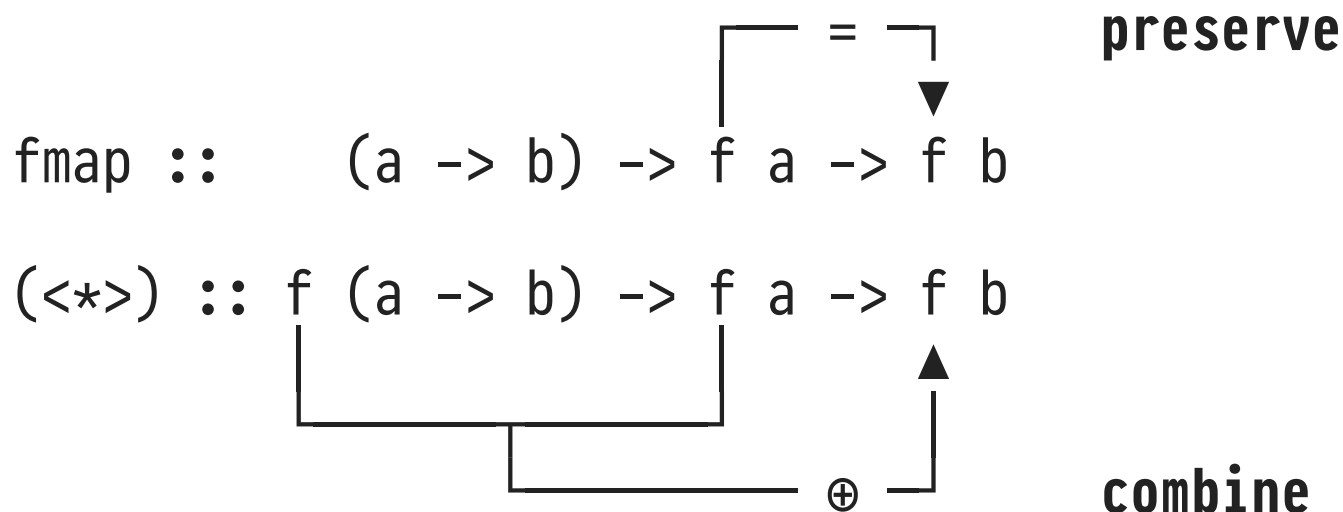 = preserve
fmap :: (a -> b) -> f a -> f b
(<*>) :: f (a -> b) -> f a -> f b
⊕ combine